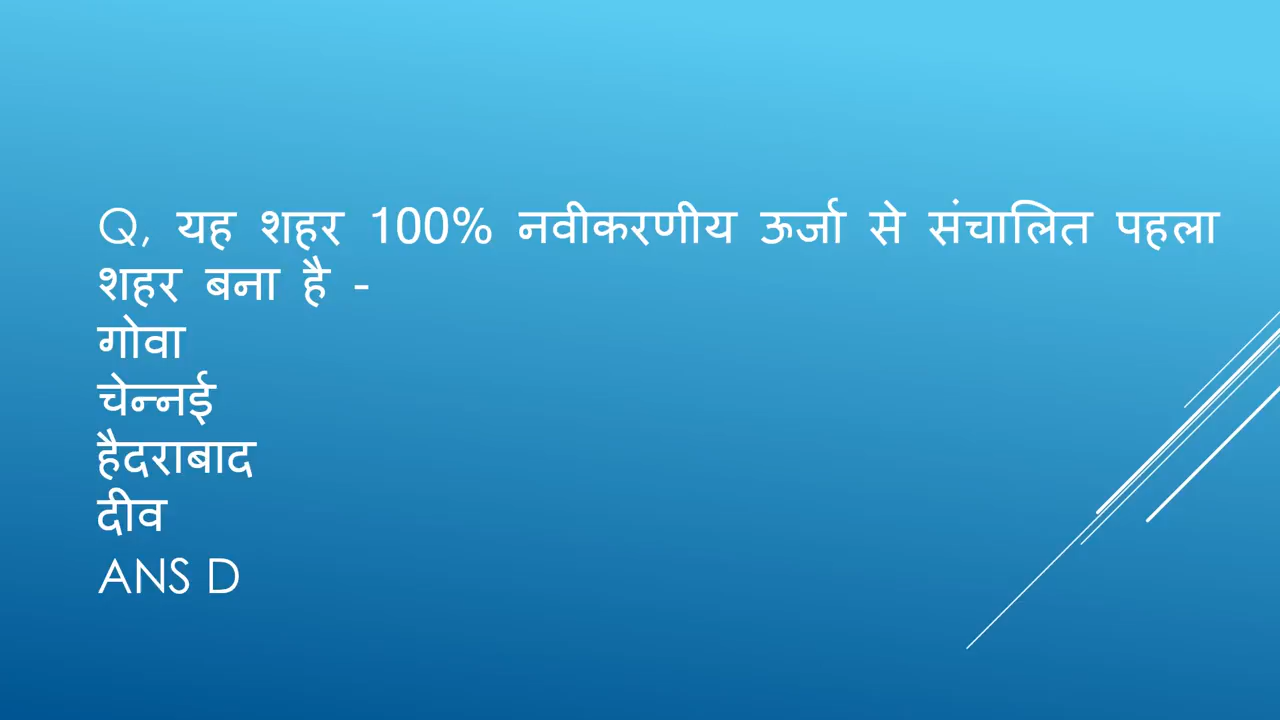 Q, यह शहर 100% नवीकरणीय ऊर्जा से संचालित पहला
शहर बना है -
गोवा
चेन्नई
हैदराबाद
दीव
ANS D